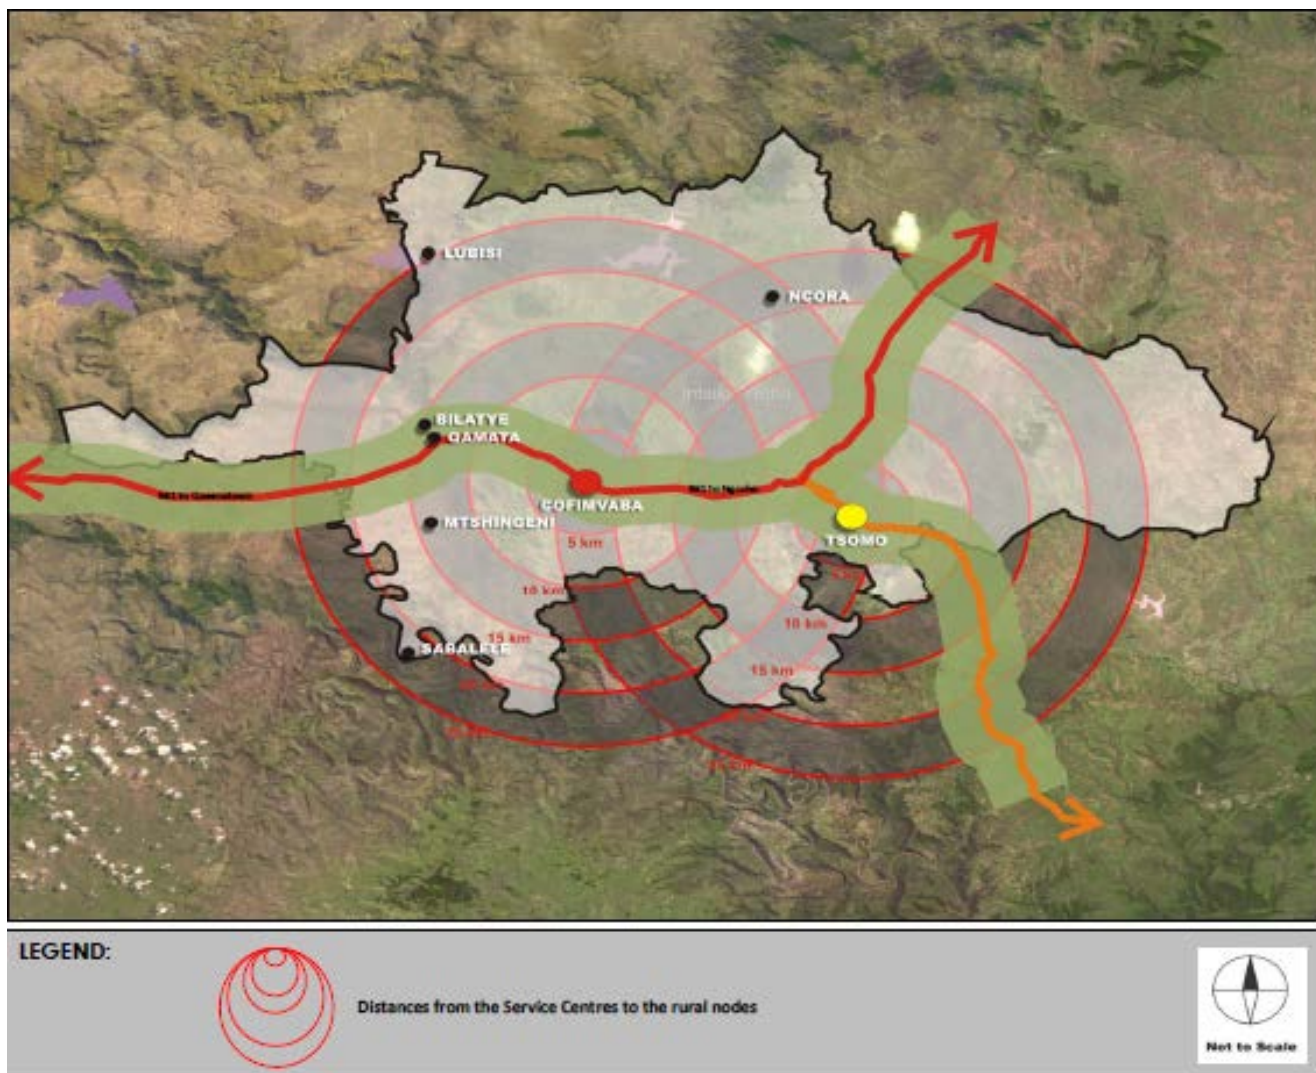 LUBISI
NCORA
BILATYE
QAMATA
COFIMVABA
MTSHINGENI
TSOMO
5 km
10 km
10 km
15 km
SABALELE
15 km
LEGEND:
Distances from the Service Centres to the rural nodes
Not to Scale